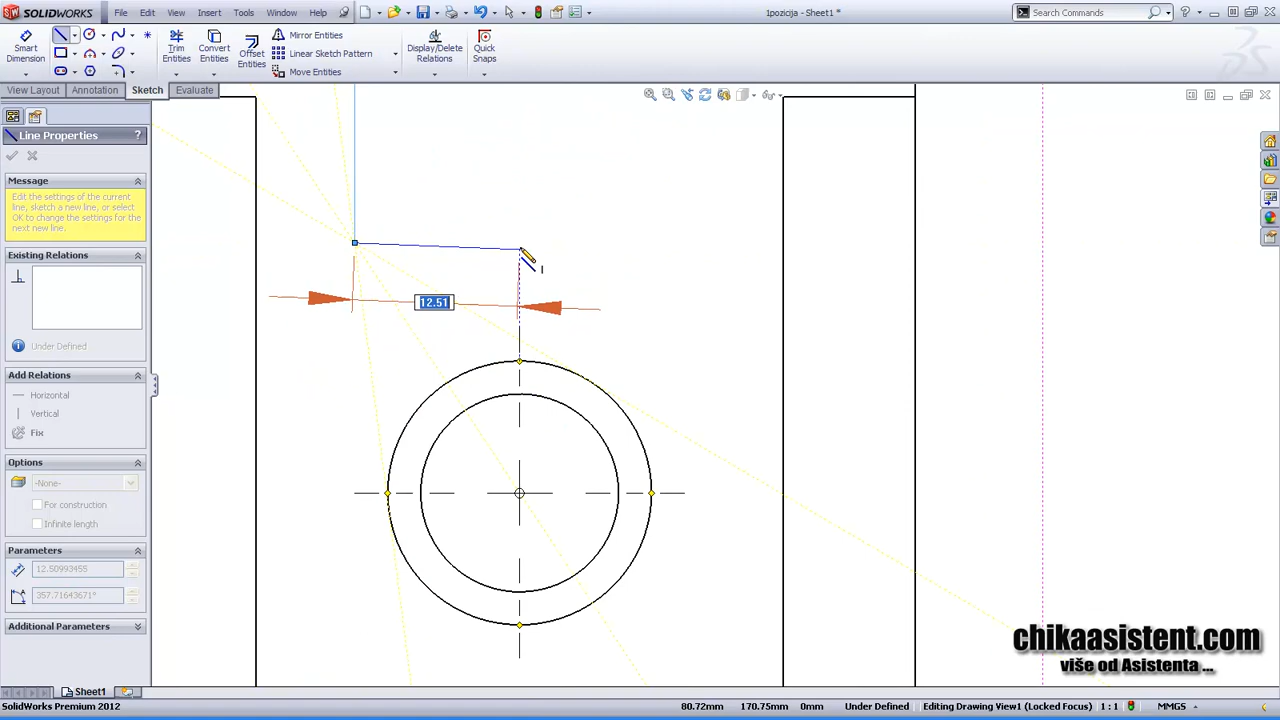 SOLIDWORKS
File Edit View Insert Tools Window Help
1pozicija - Sheet1 *
Search Commands
Smart Dimension
Trim Entities
Convert Entities
Offset Entities
Mirror Entities
Linear Sketch Pattern
Move Entities
Display/Delete Relations
Quick Snaps
View Layout Annotation Sketch Evaluate
Line Properties ?
Message
Edit the settings of the current
line, sketch a new line, or select
OK to change the settings for the
next new line.
Existing Relations
Under Defined
Add Relations
Horizontal
Vertical
Fix
Options
-None-
For construction
Infinite length
Parameters
12.50993455
357.71643671°
Additional Parameters
12.51
chikaasistent.com
više od Asistenta ...
Sheet1
SolidWorks Premium 2012 80.72mm 170.75mm 0mm Under Defined Editing Drawing View1 (Locked Focus) 1 : 1 MMGS